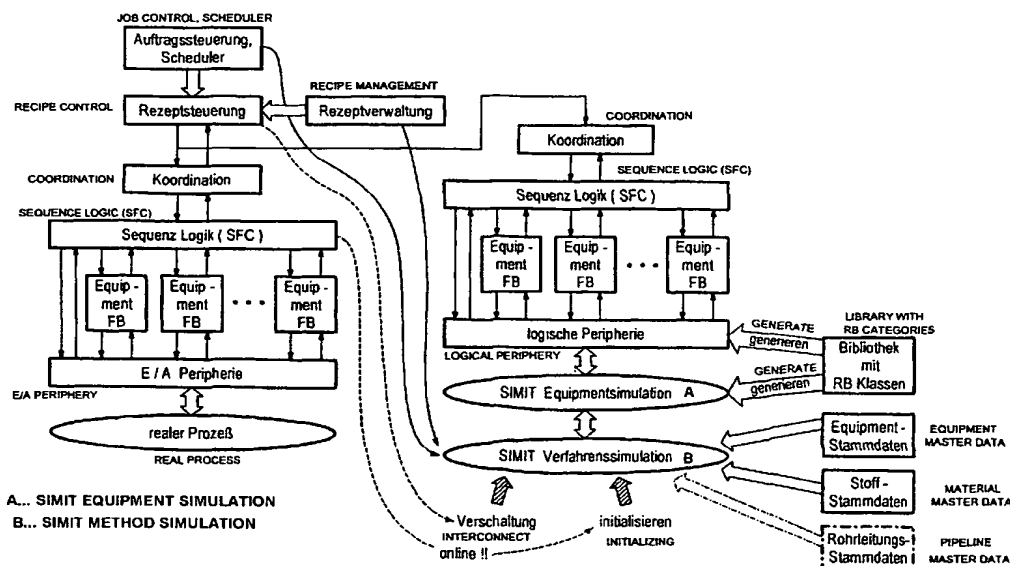 JOB CONTROL, SCHEDULER
Auftragssteuerung,
Scheduler
RECIPE MANAGEMENT
RECIPE CONTROL
Rezeptsteuerung
Rezeptverwaltung
COORDINATION
Koordination
COORDINATION
Koordination
SEQUENCE LOGIC (SFC)
Sequenz Logik ( SFC )
SEQUENCE LOGIC (SFC)
Sequenz Logik ( SFC )
Equip -
ment
FB
Equip -
ment
FB
• • •
Equip -
ment
FB
Equip -
ment
FB
Equip -
ment
FB
• • •
Equip -
ment
FB
E / A Peripherie
E/A PERIPHERY
realer Prozeß
REAL PROCESS
logische Peripherie
LOGICAL PERIPHERY
GENERATE
generieren
GENERATE
generieren
LIBRARY WITH
RB CATEGORIES
Bibliothek
mit
RB Klassen
SIMIT Equipmentsimulation A
SIMIT Verfahrenssimulation B
Equipment-
Stammdaten
EQUIPMENT
MASTER DATA
Stoff-
Stammdaten
MATERIAL
MASTER DATA
Rohrleitungs-
Stammdaten
PIPELINE
MASTER DATA
A... SIMIT EQUIPMENT SIMULATION
B... SIMIT METHOD SIMULATION
Verschaltung
INTERCONNECT
online !!
initialisieren
INITIALIZING